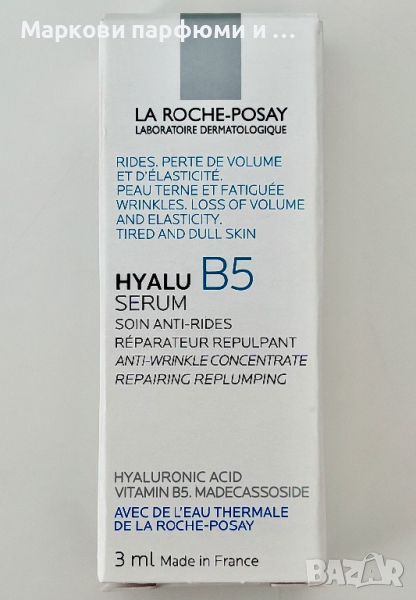 Маркови парфюми и ...
LA ROCHE-POSAY
LABORATOIRE DERMATOLOGIQUE
RIDES. PERTE DE VOLUME
ET D'ÉLASTICITÉ.
PEAU TERNE ET FATIGUÉE
WRINKLES. LOSS OF VOLUME
AND ELASTICITY.
TIRED AND DULL SKIN
HYALU B5
SERUM
SOIN ANTI-RIDES
RÉPARATEUR REPULPANT
ANTI-WRINKLE CONCENTRATE
REPAIRING REPLUMPING
HYALURONIC ACID
VITAMIN B5. MADECASSOSIDE
AVEC DE L'EAU THERMALE
DE LA ROCHE-POSAY
3 ml Made in France
BAZAR